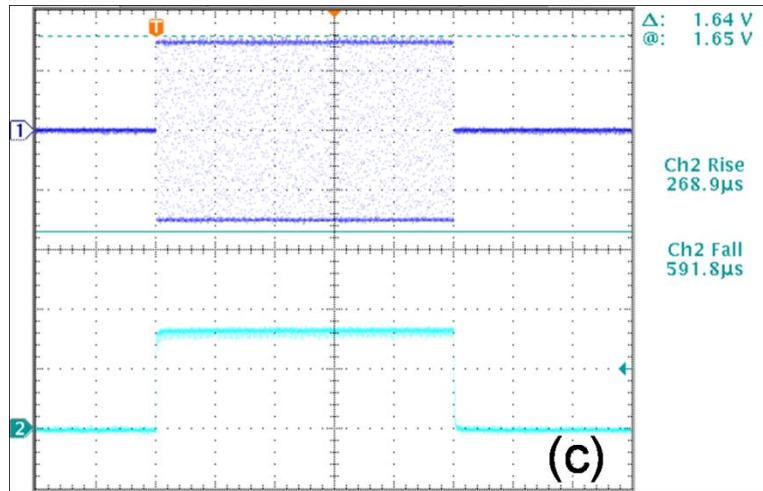 T
Δ: 1.64 V
@: 1.65 V
1
Ch2 Rise
268.9µs
Ch2 Fall
591.8µs
2
(c)